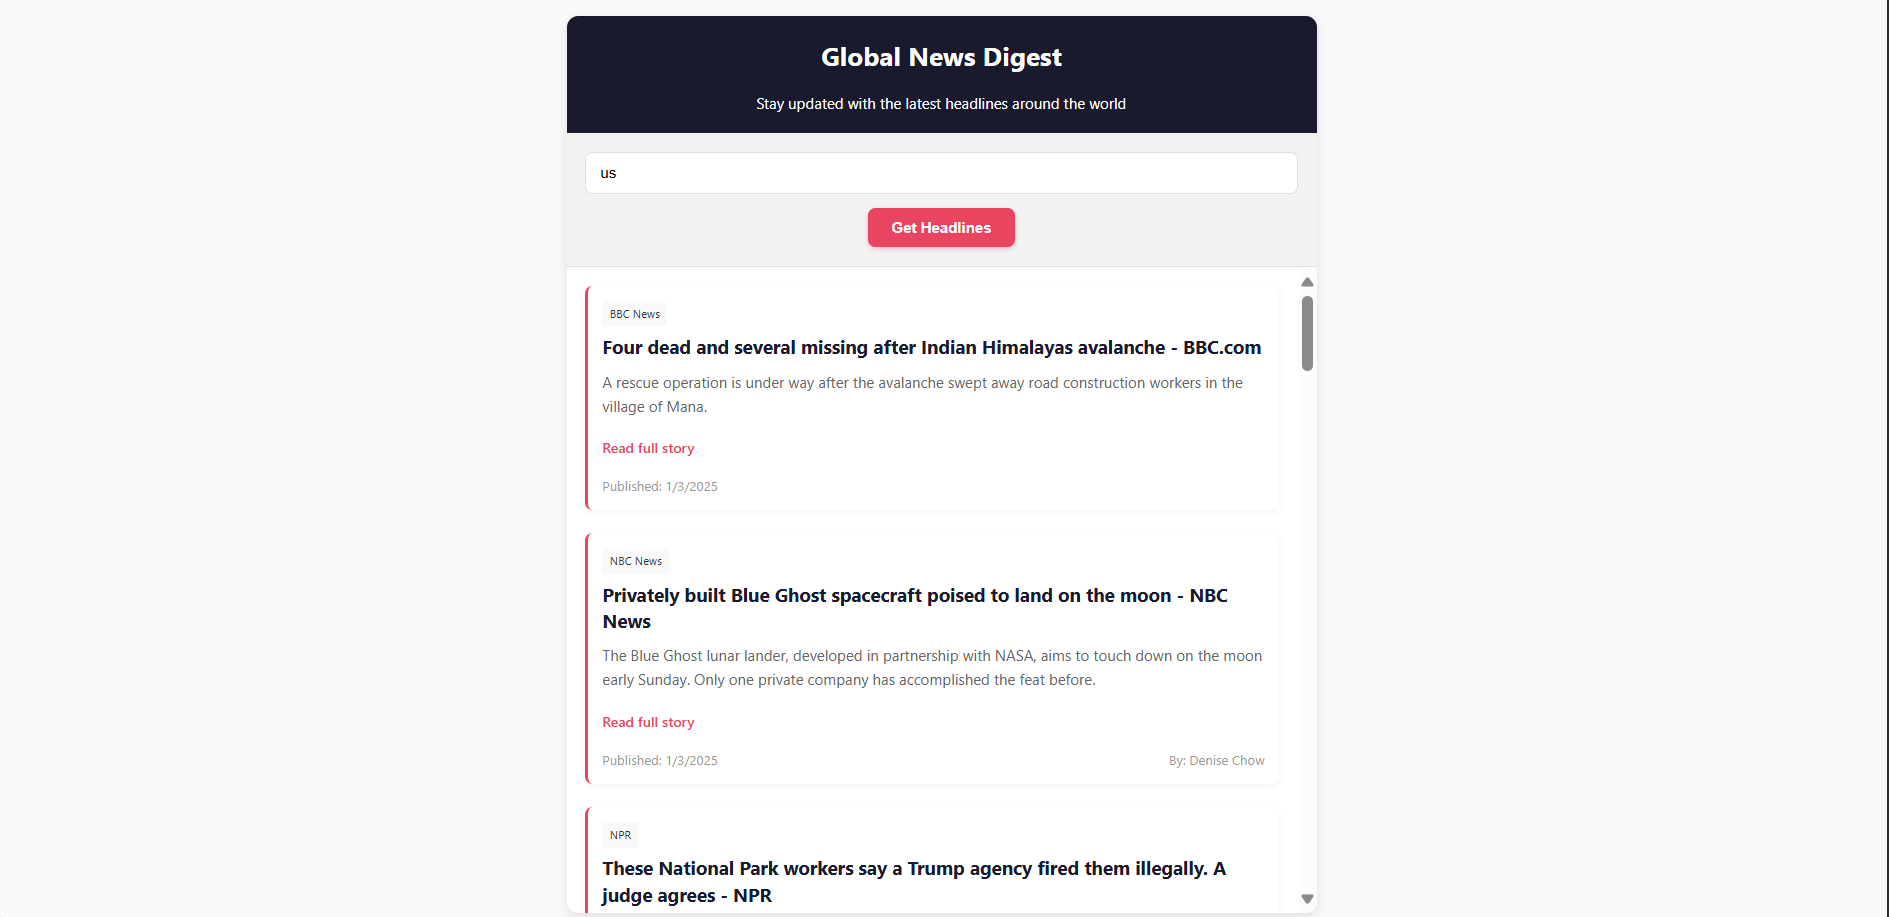 Global News Digest
Stay updated with the latest headlines around the world
us
Get Headlines
BBC News
Four dead and several missing after Indian Himalayas avalanche - BBC.com
A rescue operation is under way after the avalanche swept away road construction workers in the
village of Mana.
Read full story
Published: 1/3/2025
NBC News
Privately built Blue Ghost spacecraft poised to land on the moon - NBC
News
The Blue Ghost lunar lander, developed in partnership with NASA, aims to touch down on the moon
early Sunday. Only one private company has accomplished the feat before.
Read full story
Published: 1/3/2025 By: Denise Chow
NPR
These National Park workers say a Trump agency fired them illegally. A
judge agrees - NPR